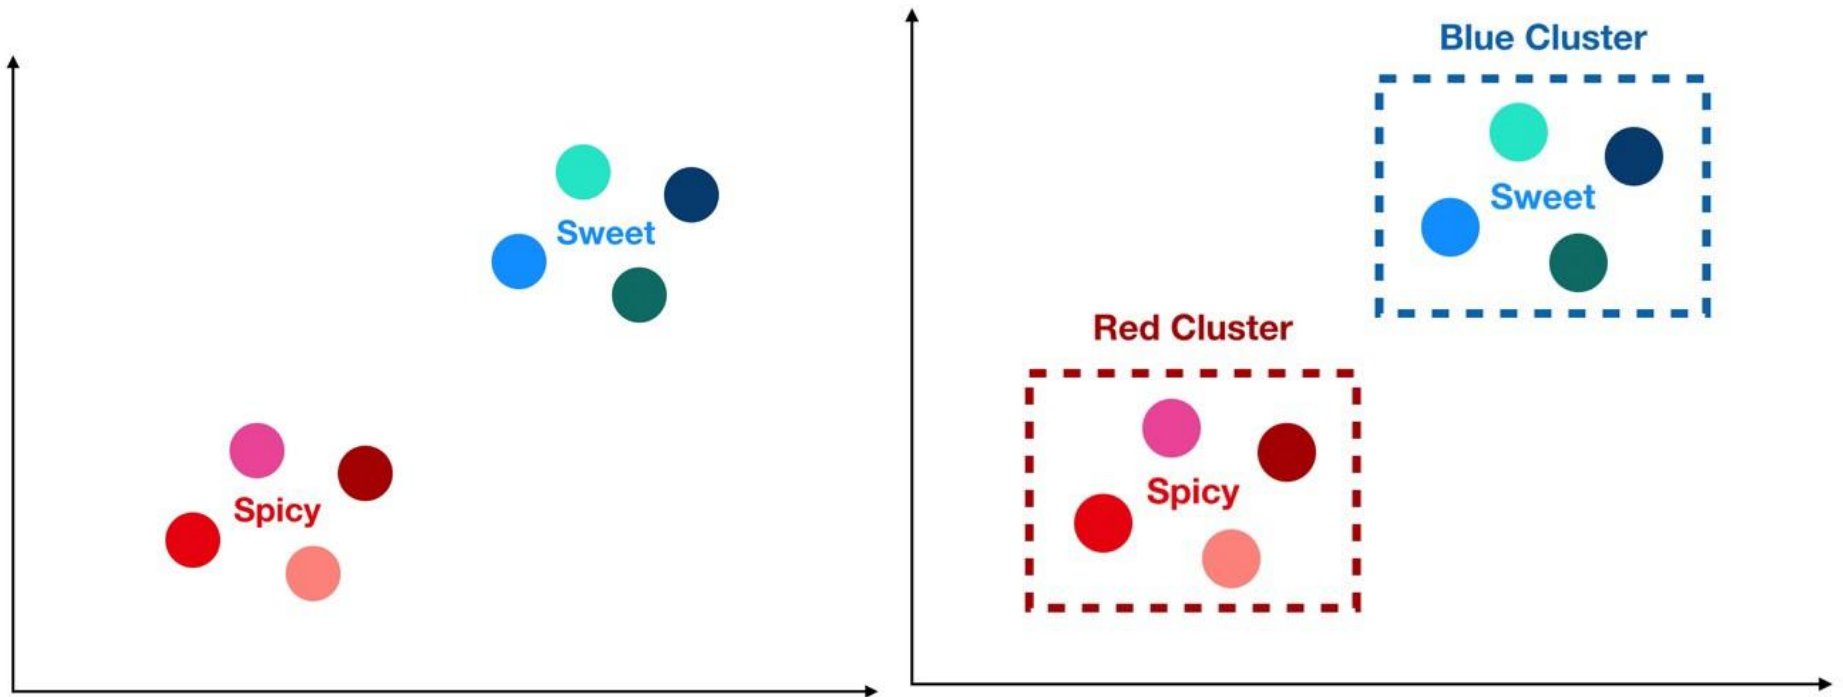 Sweet
Spicy
Blue Cluster
Sweet
Red Cluster
Spicy